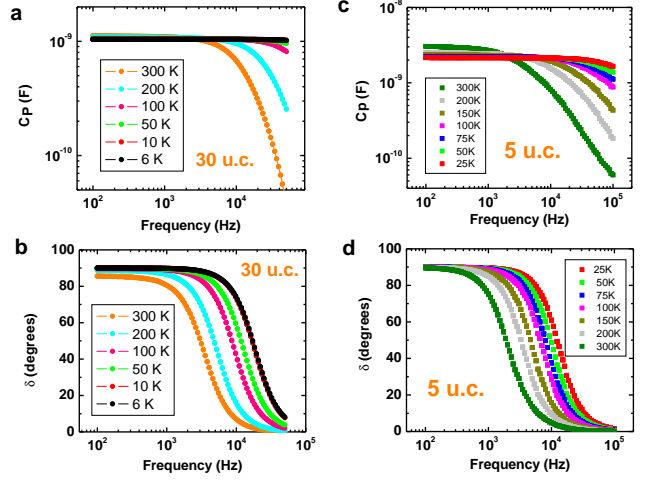 a
10⁻⁹
10⁻¹⁰
Cp (F)
300 K
200 K
100 K
50 K
10 K
6 K
30 u.c.
10² 10³ 10⁴ 10⁵
Frequency (Hz)
c
10⁻⁸
10⁻⁹
10⁻¹⁰
Cp (F)
300K
200K
150K
100K
75K
50K
25K
5 u.c.
10² 10³ 10⁴ 10⁵
Frequency (Hz)
b
30 u.c.
100
80
60
40
20
0
δ (degrees)
300 K
200 K
100 K
50 K
10 K
6 K
10² 10³ 10⁴ 10⁵
Frequency (Hz)
d
100
80
60
40
20
0
δ (degrees)
25K
50K
75K
100K
150K
200K
300K
5 u.c.
10² 10³ 10⁴ 10⁵
Frequency (Hz)